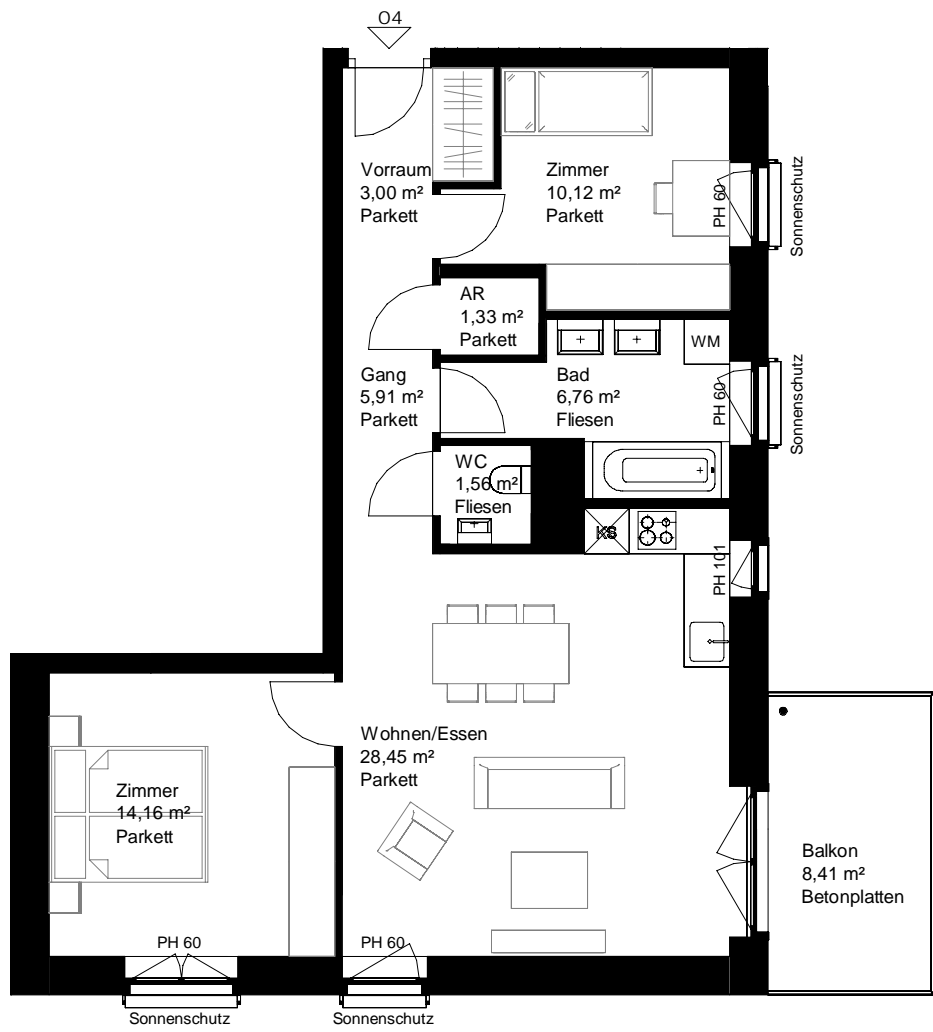 04
Vorraum
3,00 m²
Parkett
Zimmer
10,12 m²
Parkett
PH 60
Sonnenschutz
AR
1,33 m²
Parkett
WM
Gang
5,91 m²
Parkett
Bad
6,76 m²
Fliesen
PH 60
Sonnenschutz
WC
1,56 m²
Fliesen
KS
PH 101
Wohnen/Essen
28,45 m²
Parkett
Zimmer
14,16 m²
Parkett
Balkon
8,41 m²
Betonplatten
PH 60
PH 60
Sonnenschutz
Sonnenschutz